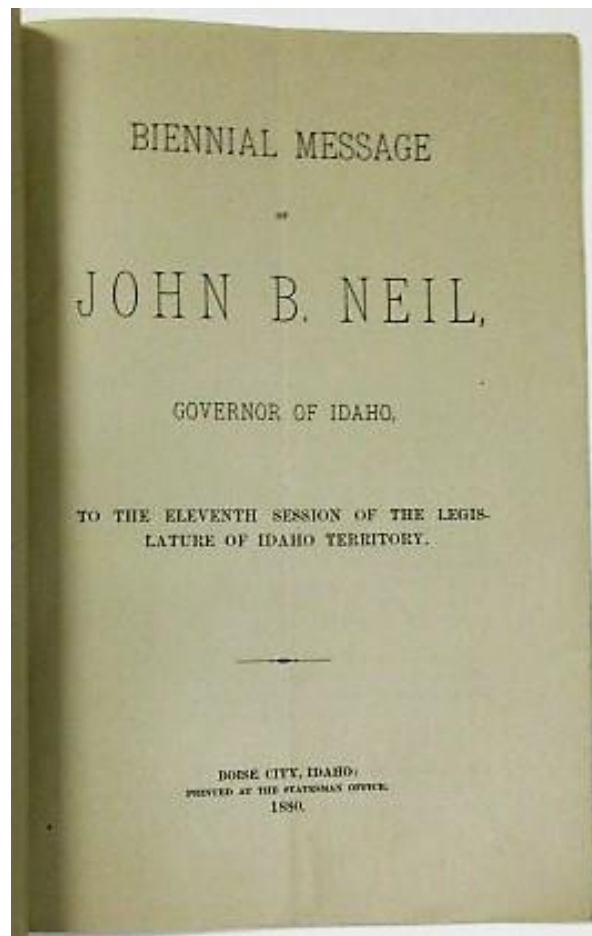 BIENNIAL MESSAGE
OF
JOHN B. NEIL,
GOVERNOR OF IDAHO,
TO THE ELEVENTH SESSION OF THE LEGIS-
LATURE OF IDAHO TERRITORY.
BOISE CITY, IDAHO:
PRINTED AT THE STATESMAN OFFICE.
1880.